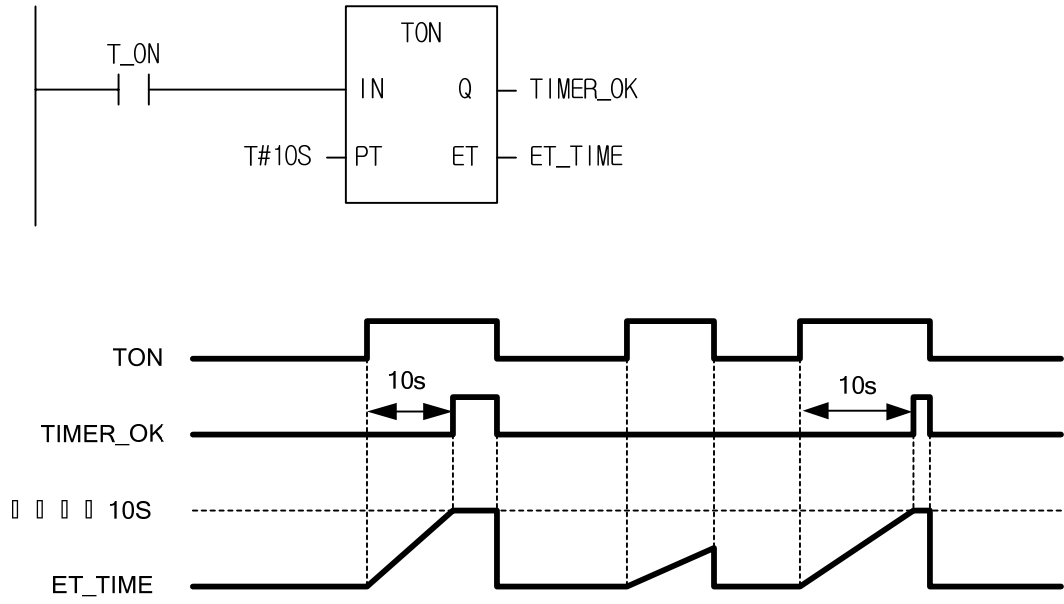 TON
T_ON
IN Q TIMER_OK
T#10S PT ET ET_TIME
TON
10s 10s
TIMER_OK
10S
ET_TIME